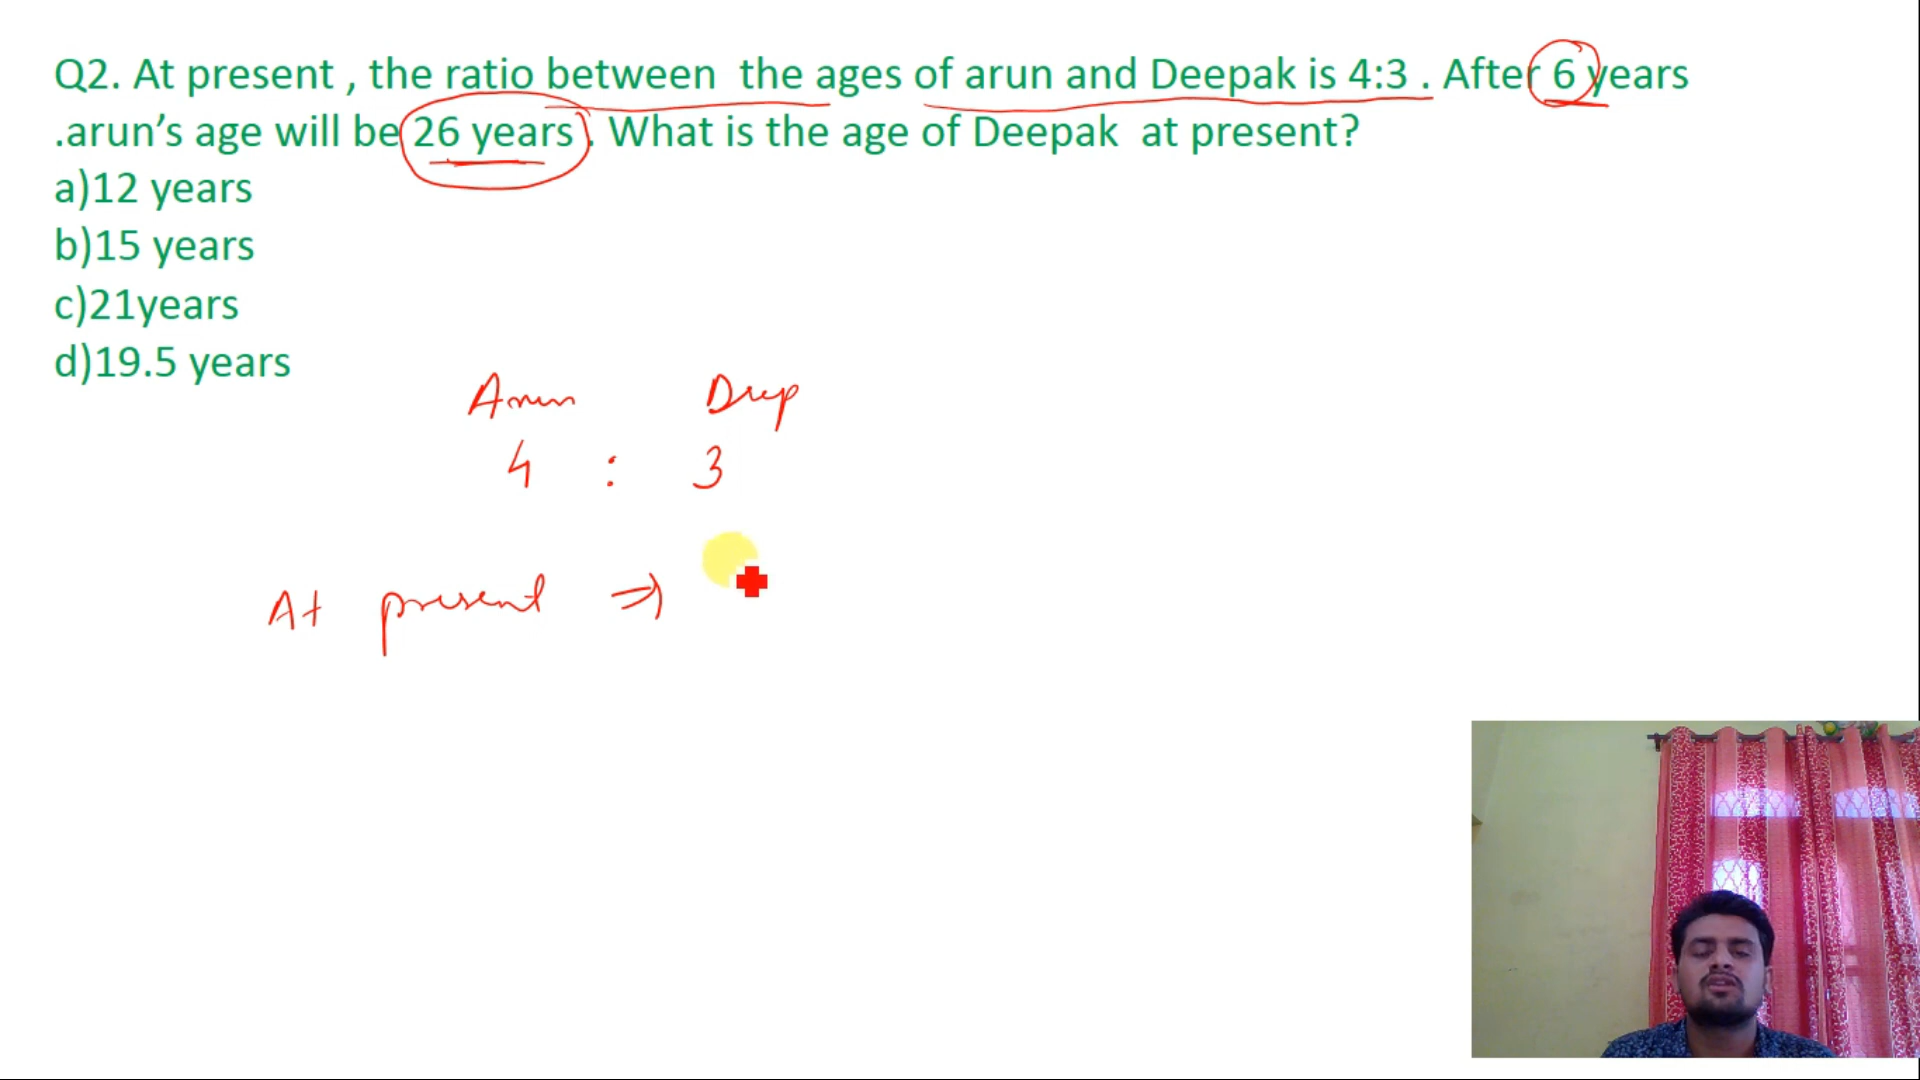 Q2. At present , the ratio between the ages of arun and Deepak is 4:3 . After 6 years
.arun’s age will be 26 years . What is the age of Deepak at present?
a)12 years
b)15 years
c)21years
d)19.5 years
Arun Deep
4 : 3
At present ⇒